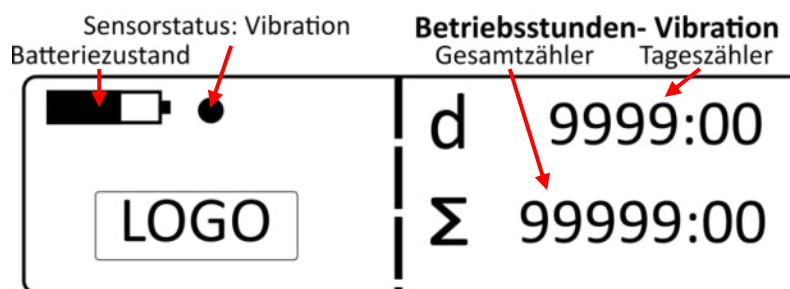 Sensorstatus: Vibration
Batteriezustand
Betriebsstunden- Vibration
Gesamtzähler Tageszähler
d 9999:00
LOGO
Σ 99999:00